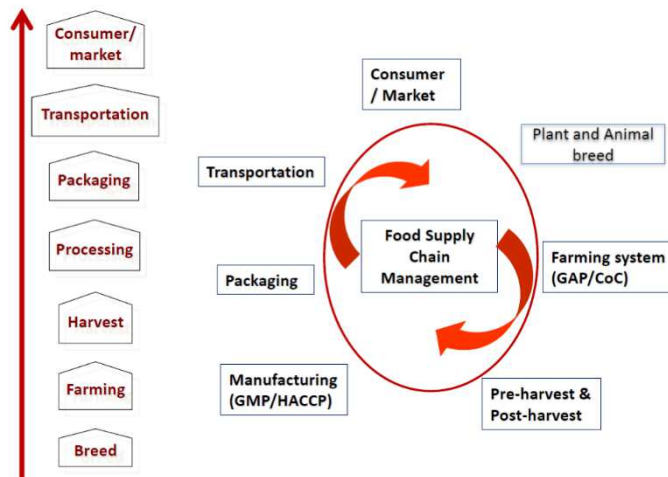 Consumer/
market
Transportation
Packaging
Processing
Harvest
Farming
Breed
Consumer
/ Market
Plant and Animal
breed
Transportation
Food Supply
Chain
Management
Farming system
(GAP/CoC)
Packaging
Manufacturing
(GMP/HACCP)
Pre-harvest &
Post-harvest